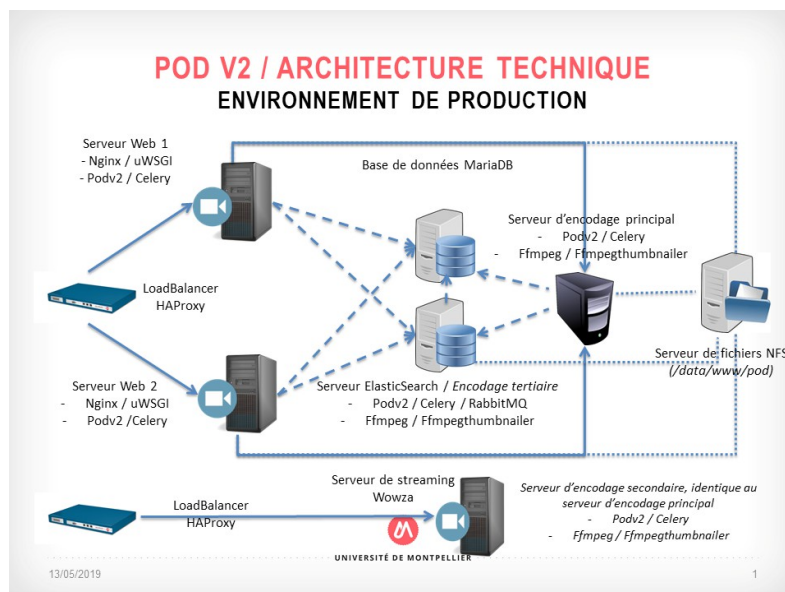 POD V2 / ARCHITECTURE TECHNIQUE
ENVIRONNEMENT DE PRODUCTION
Serveur Web 1
- Nginx / uWSGI
- Podv2 / Celery
Base de données MariaDB
Serveur d'encodage principal
- Podv2 / Celery
- Ffmpeg / Ffmpegthumbnailer
LoadBalancer
HAProxy
Serveur de fichiers NFS
(/data/www/pod)
Serveur Web 2
- Nginx / uWSGI
- Podv2 /Celery
Serveur ElasticSearch / Encodage tertiaire
- Podv2 / Celery / RabbitMQ
- Ffmpeg / Ffmpegthumbnailer
LoadBalancer
HAProxy
Serveur de streaming
Wowza
Serveur d'encodage secondaire, identique au
serveur d'encodage principal
- Podv2 / Celery
- Ffmpeg / Ffmpegthumbnailer
UNIVERSITÉ DE MONTPELLIER
13/05/2019
1